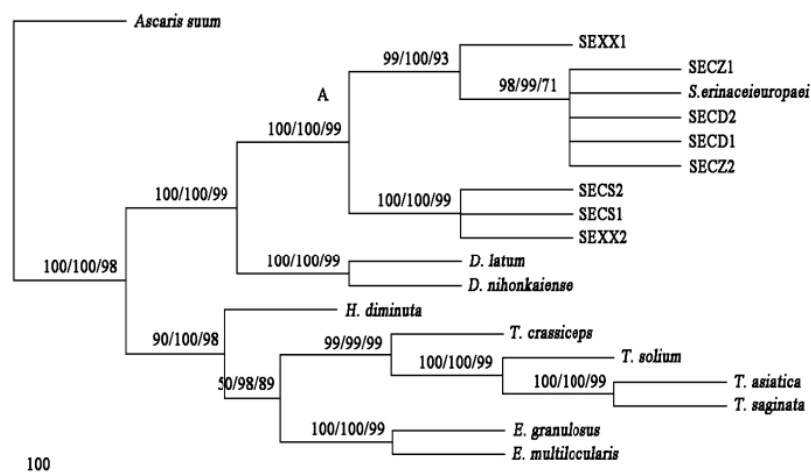 Ascaris suum
SEXX1
99/100/93
SECZ1
98/99/71
S.erinaceieuropaei
A
SECD2
100/100/99
SECD1
SECZ2
100/100/99
SECS2
100/100/99
SECS1
SEXX2
100/100/98
100/100/99
D. latum
D. nihonkaiense
H. diminuta
90/100/98
99/99/99
T. crassiceps
100/100/99
T. solium
50/98/89
100/100/99
T. asiatica
T. saginata
100/100/99
E. granulosus
E. multilocularis
100